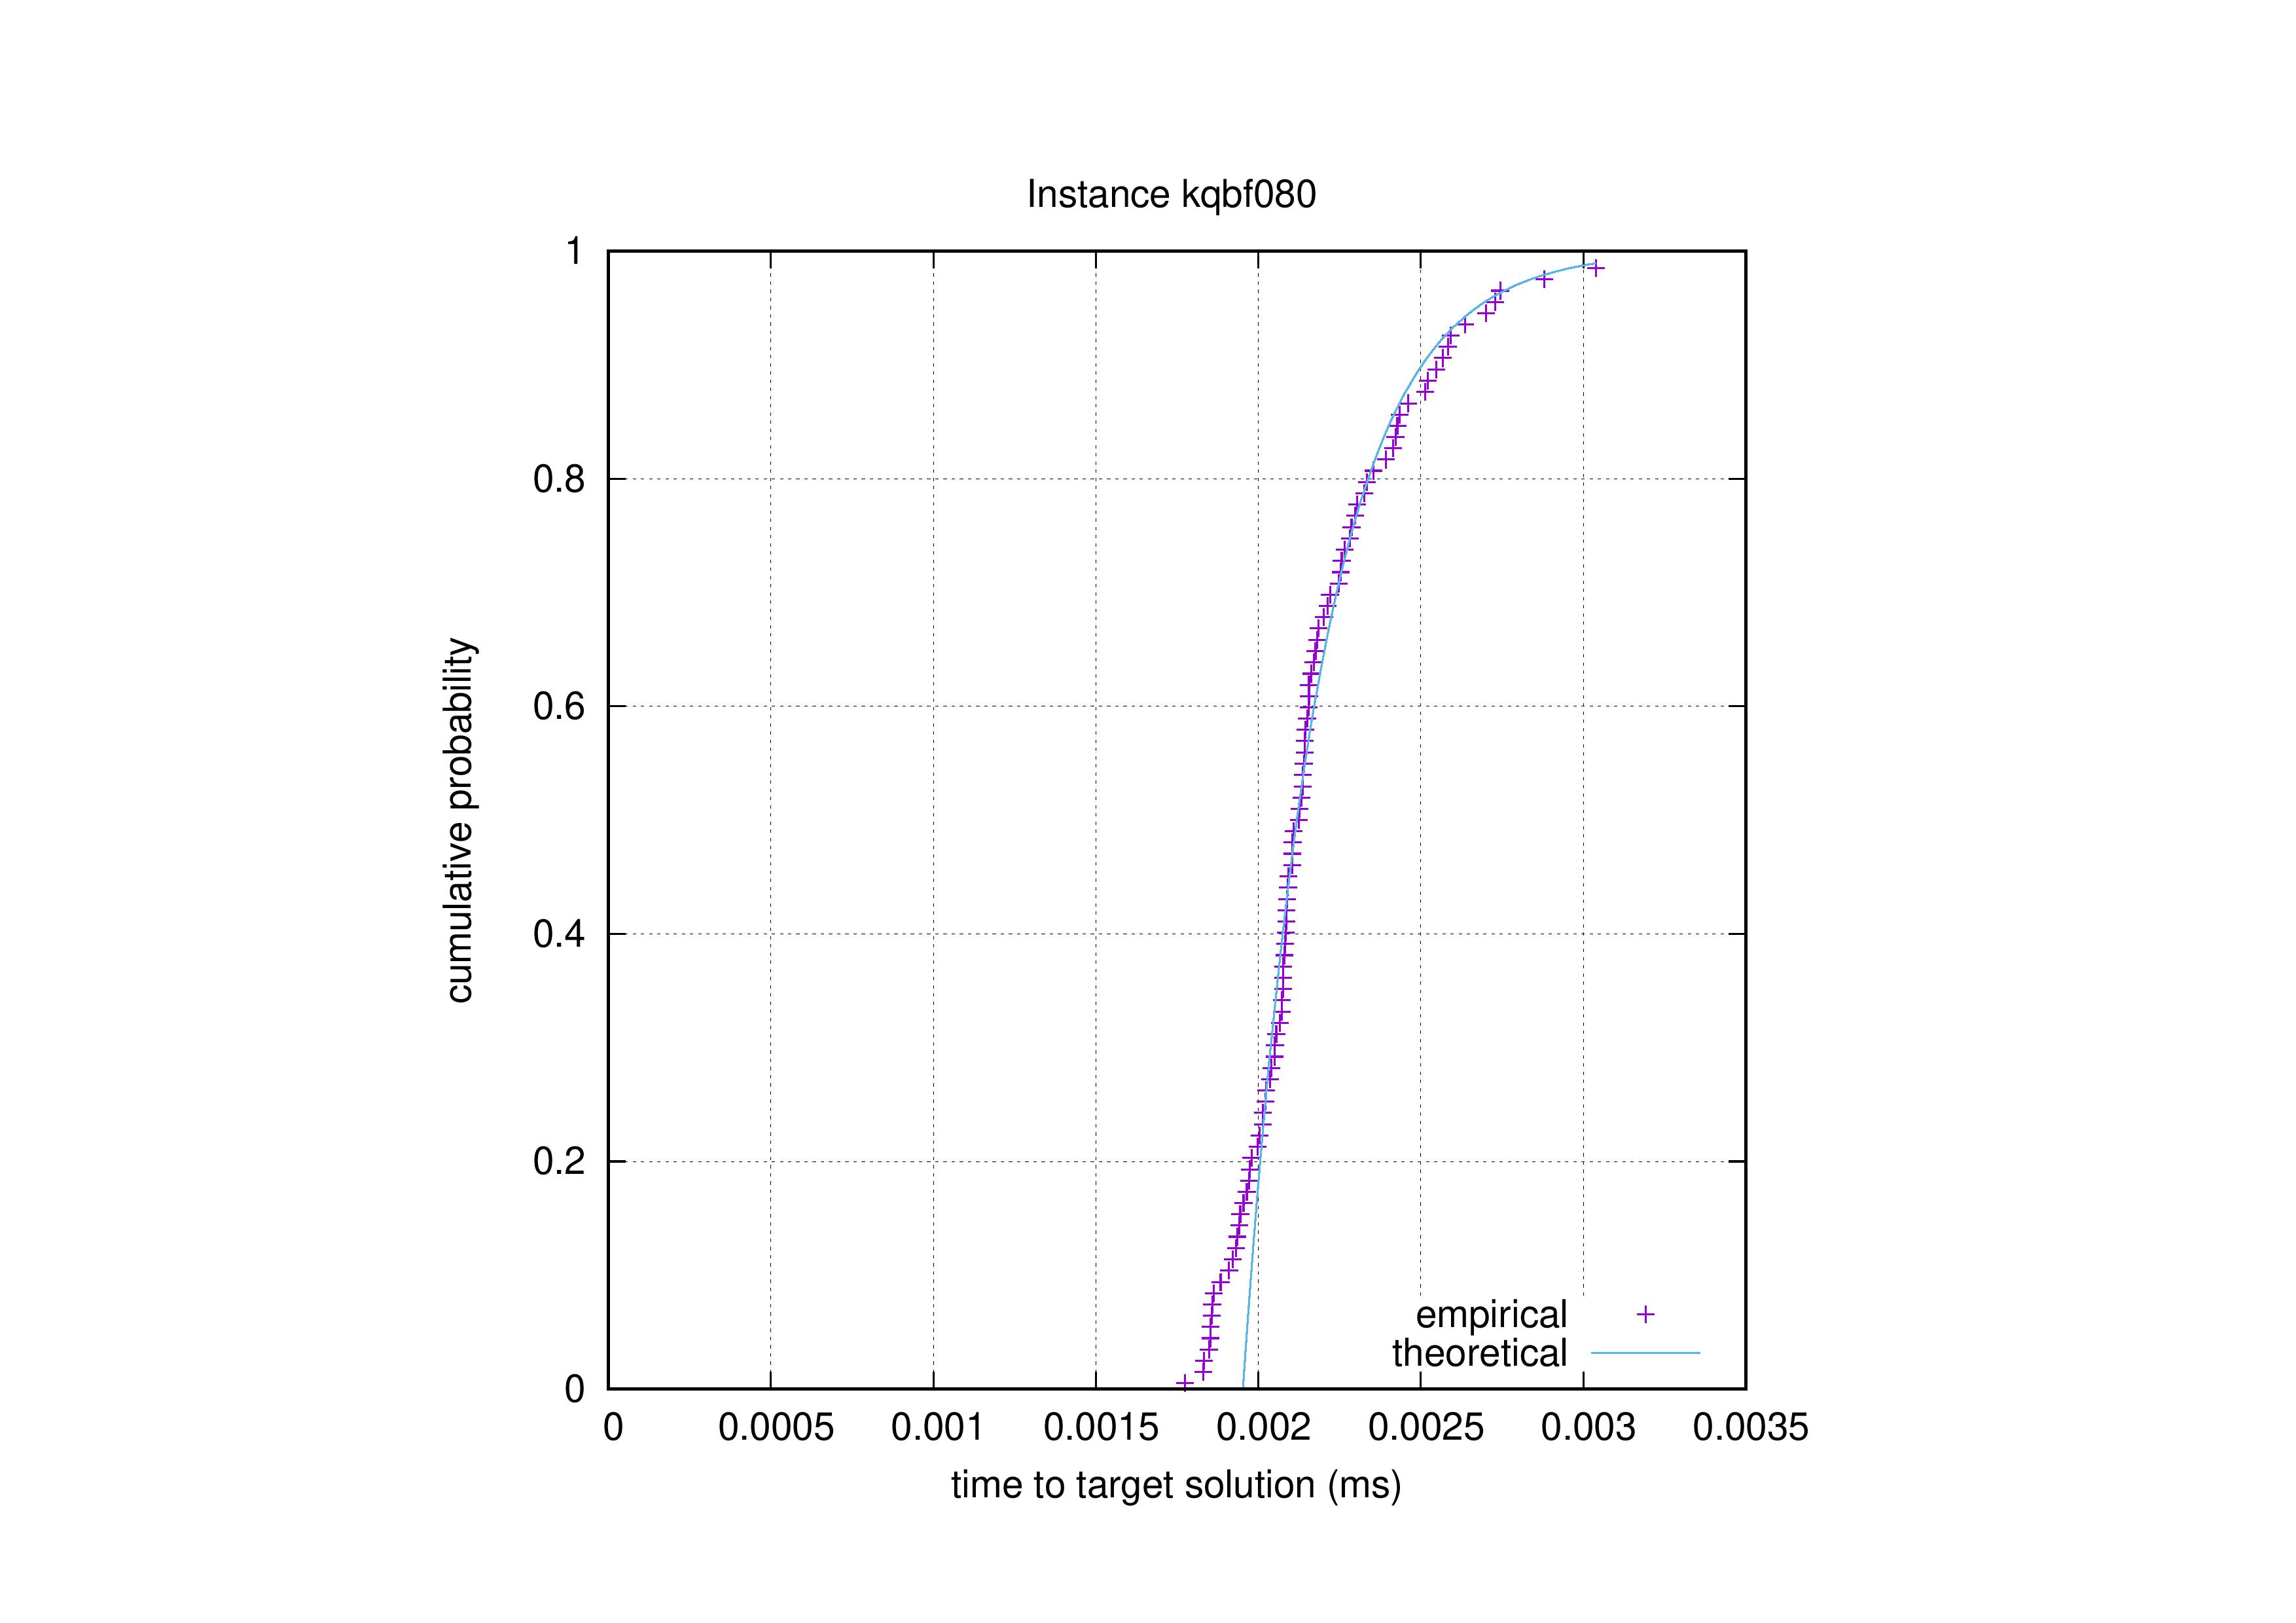 Instance kqbf080
1
0.8
0.6
0.4
0.2
0
cumulative probability
empirical
theoretical
0 0.0005 0.001 0.0015 0.002 0.0025 0.003 0.0035
time to target solution (ms)